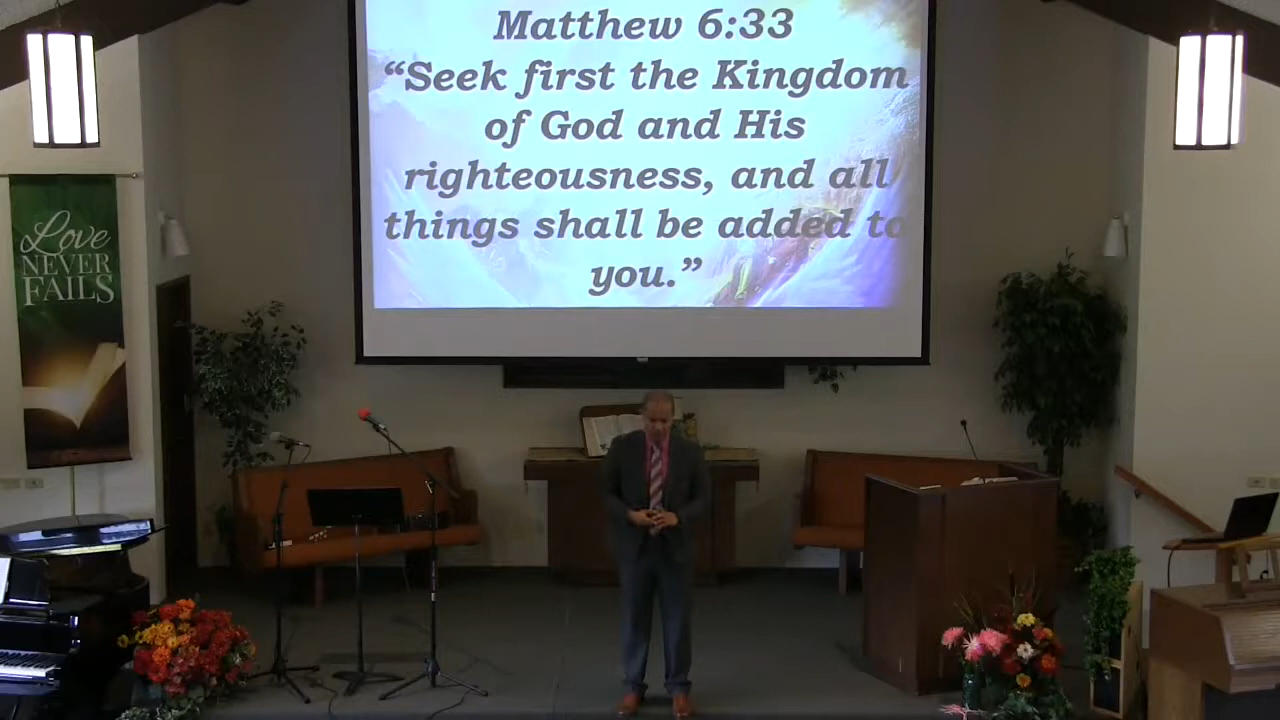 Matthew 6:33
“Seek first the Kingdom
of God and His
righteousness, and all
things shall be added to
you.”
Love
NEVER
FAILS